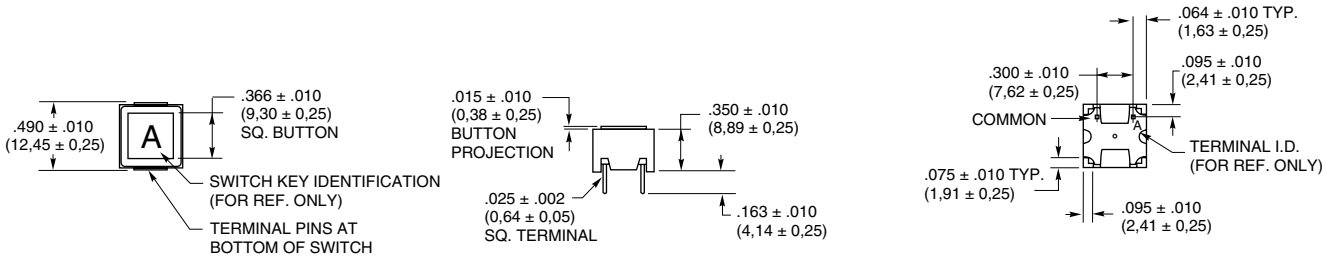 .490 ± .010
(12,45 ± 0,25)
A
.366 ± .010
(9,30 ± 0,25)
SQ. BUTTON
SWITCH KEY IDENTIFICATION
(FOR REF. ONLY)
TERMINAL PINS AT
BOTTOM OF SWITCH
.015 ± .010
(0,38 ± 0,25)
BUTTON
PROJECTION
.350 ± .010
(8,89 ± 0,25)
.025 ± .002
(0,64 ± 0,05)
SQ. TERMINAL
.163 ± .010
(4,14 ± 0,25)
.064 ± .010 TYP.
(1,63 ± 0,25)
.300 ± .010
(7,62 ± 0,25)
.095 ± .010
(2,41 ± 0,25)
COMMON
A
TERMINAL I.D.
(FOR REF. ONLY)
.075 ± .010 TYP.
(1,91 ± 0,25)
.095 ± .010
(2,41 ± 0,25)